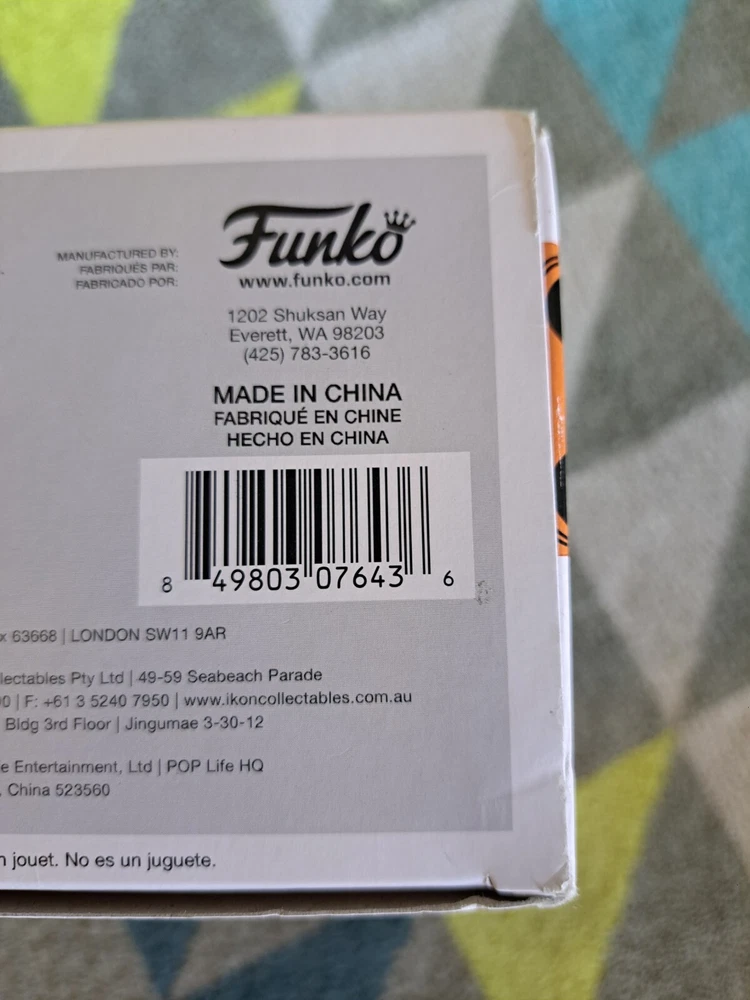 Funko
MANUFACTURED BY:
FABRIQUÉS PAR:
FABRICADO POR:
www.funko.com
1202 Shuksan Way
Everett, WA 98203
(425) 783-3616
MADE IN CHINA
FABRIQUÉ EN CHINE
HECHO EN CHINA
8 49803 07643 6
x 63668 | LONDON SW11 9AR
lectables Pty Ltd | 49-59 Seabeach Parade
0 | F: +61 3 5240 7950 | www.ikoncollectables.com.au
Bldg 3rd Floor | Jingumae 3-30-12
e Entertainment, Ltd | POP Life HQ
, China 523560
n jouet. No es un juguete.